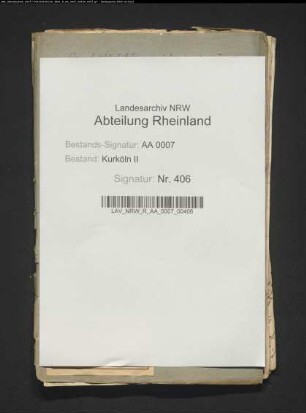 Landesarchiv NRW
Abteilung Rheinland
Bestands-Signatur: AA 0007
Bestand: Kurköln II
Signatur: Nr. 406
LAV_NRW_R_AA_0007_00406